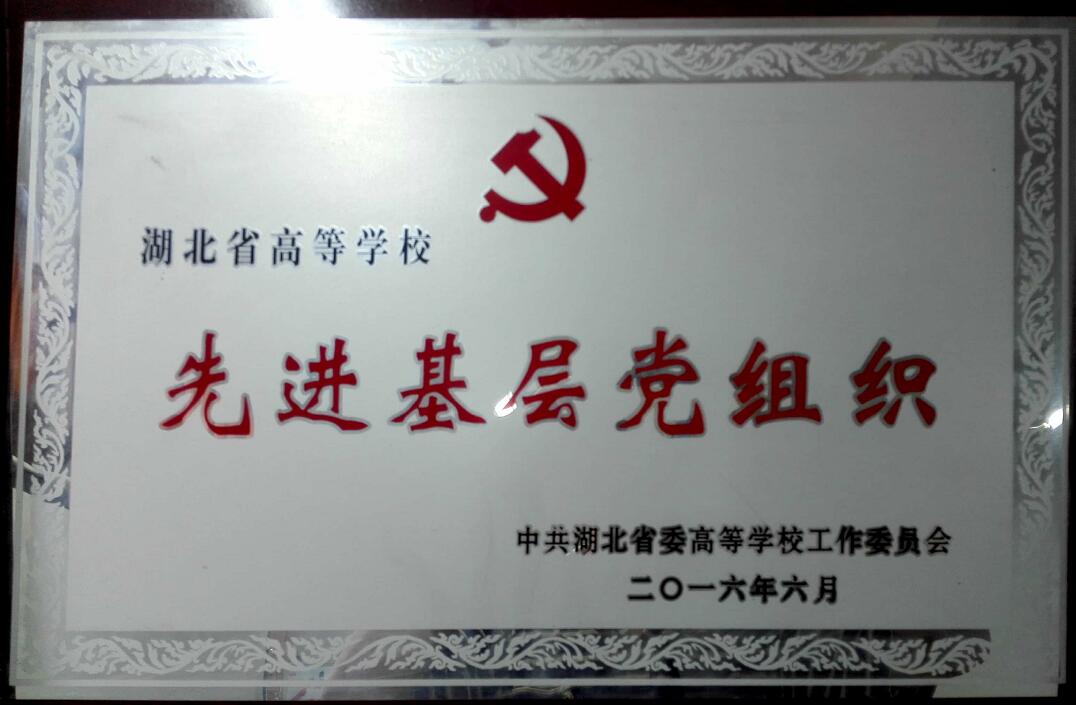 湖北省高等学校
先进基层党组织
中共湖北省委高等学校工作委员会
二〇一六年六月